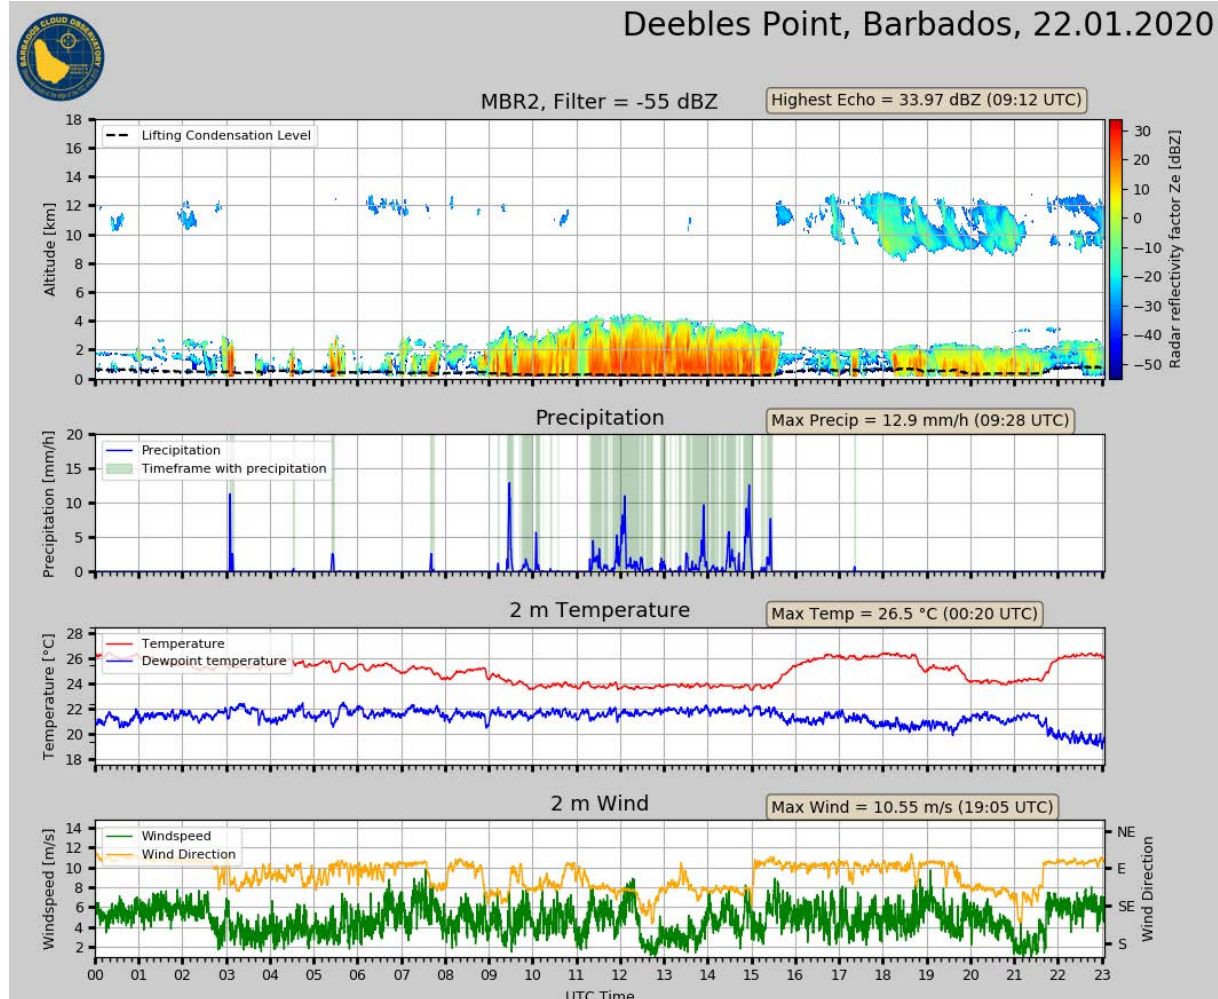 BARBADOS CLOUD OBSERVATORY
Deebles Point, Barbados, 22.01.2020
MBR2, Filter = -55 dBZ
Highest Echo = 33.97 dBZ (09:12 UTC)
Lifting Condensation Level
Altitude [km]
18
16
14
12
10
8
6
4
2
0
30
20
10
0
−10
−20
−30
−40
−50
Radar reflectivity factor Ze [dBZ]
Precipitation
Max Precip = 12.9 mm/h (09:28 UTC)
Precipitation
Timeframe with precipitation
Precipitation [mm/h]
20
15
10
5
0
2 m Temperature
Max Temp = 26.5 °C (00:20 UTC)
Temperature
Dewpoint temperature
Temperature [°C]
28
26
24
22
20
18
2 m Wind
Max Wind = 10.55 m/s (19:05 UTC)
Windspeed
Wind Direction
Windspeed [m/s]
14
12
10
8
6
4
2
NE
E
SE
S
Wind Direction
00 01 02 03 04 05 06 07 08 09 10 11 12 13 14 15 16 17 18 19 20 21 22 23
UTC Time